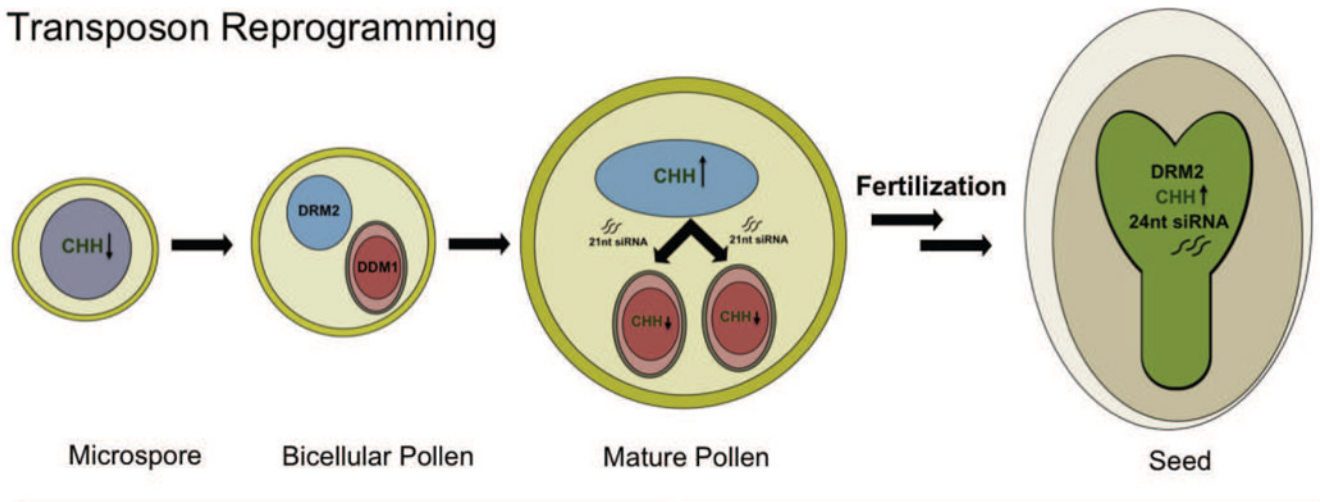 Transposon Reprogramming
CHH↓
DRM2
DDM1
CHH↑
21nt siRNA
21nt siRNA
CHH↓
CHH↓
Fertilization
DRM2
CHH↑
24nt siRNA
Microspore
Bicellular Pollen
Mature Pollen
Seed